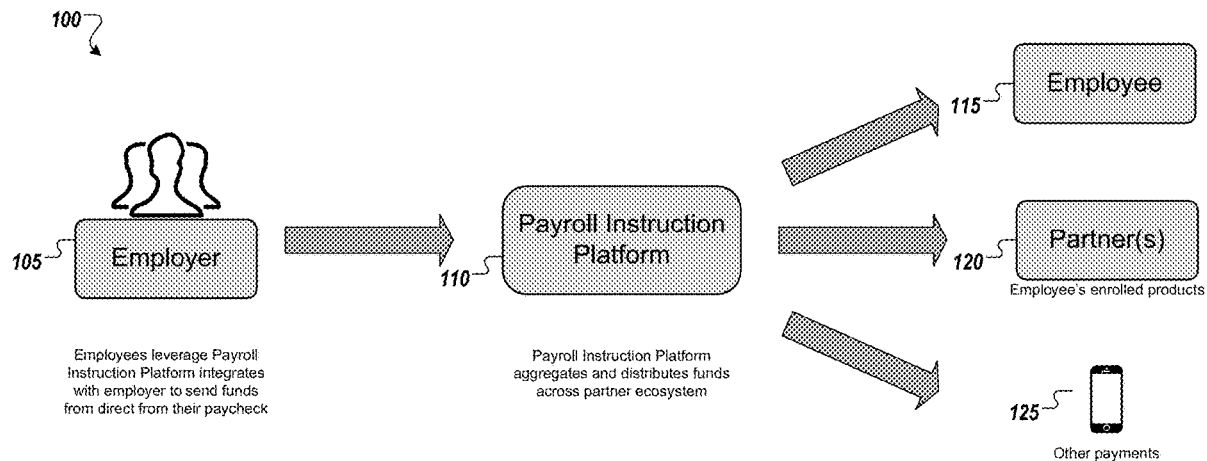 100
Employer
105
Employees leverage Payroll
Instruction Platform integrates
with employer to send funds
from direct from their paycheck
Payroll Instruction
Platform
110
Payroll Instruction Platform
aggregates and distributes funds
across partner ecosystem
Employee
115
Partner(s)
120
Employee's enrolled products
125
Other payments